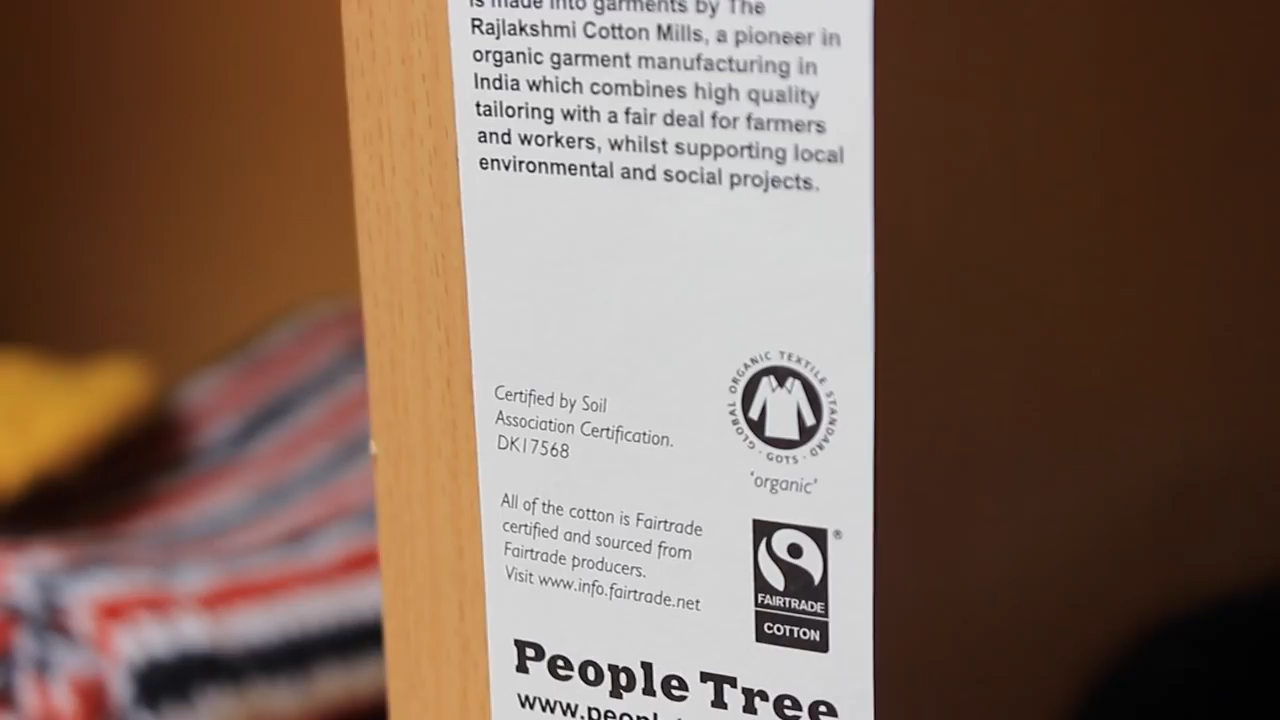 is made into garments by The
Rajlakshmi Cotton Mills, a pioneer in
organic garment manufacturing in
India which combines high quality
tailoring with a fair deal for farmers
and workers, whilst supporting local
environmental and social projects.
Certified by Soil
Association Certification.
DK17568
GLOBAL ORGANIC TEXTILE STANDARD · GOTS ·
'organic'
All of the cotton is Fairtrade
certified and sourced from
Fairtrade producers.
Visit www.info.fairtrade.net
®
FAIRTRADE
COTTON
People Tree